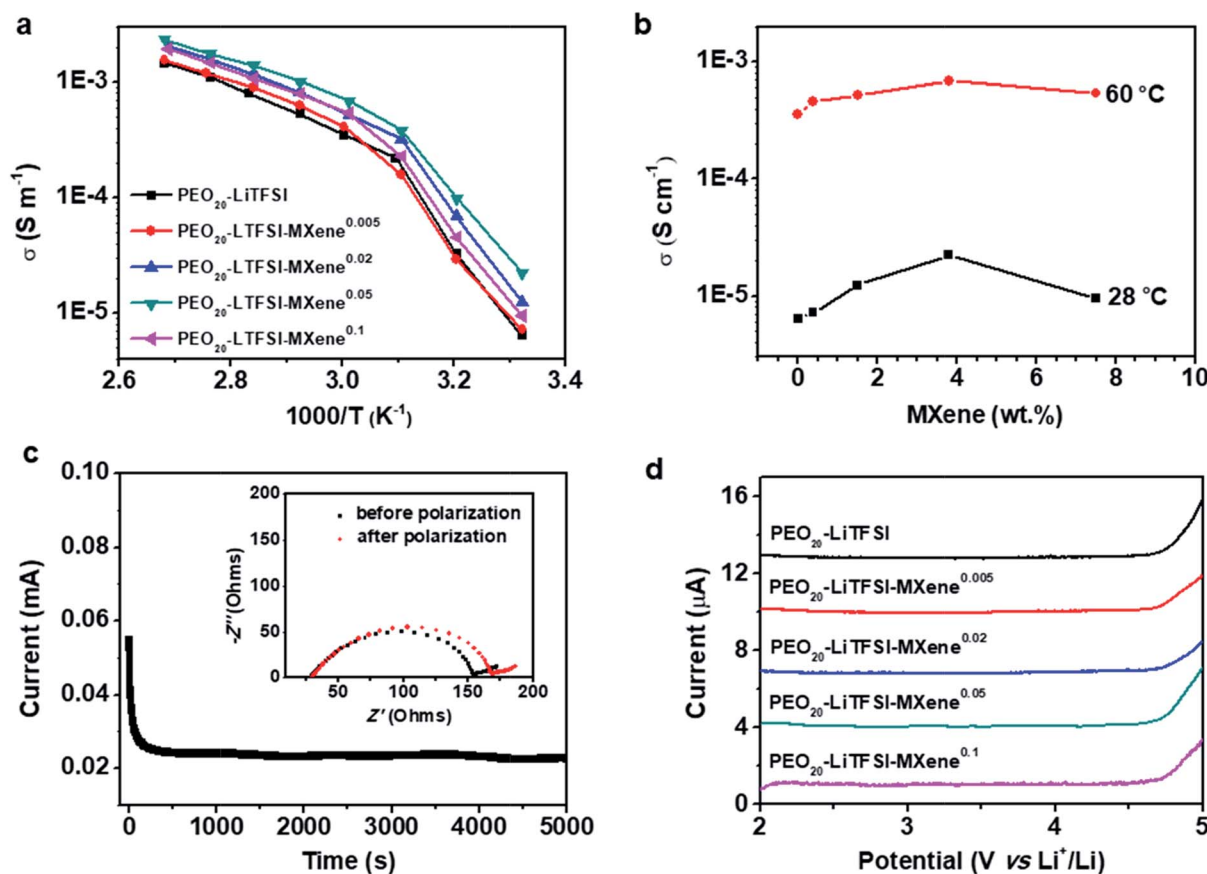 a
σ (S m⁻¹)
1E-3
1E-4
1E-5
PEO₂₀-LiTFSI
PEO₂₀-LTFSI-MXene⁰·⁰⁰⁵
PEO₂₀-LTFSI-MXene⁰·⁰²
PEO₂₀-LTFSI-MXene⁰·⁰⁵
PEO₂₀-LTFSI-MXene⁰·¹
2.6 2.8 3.0 3.2 3.4
1000/T (K⁻¹)
b
σ (S cm⁻¹)
1E-3
1E-4
1E-5
60 °C
28 °C
0 2 4 6 8 10
MXene (wt.%)
c
Current (mA)
0.10
0.08
0.06
0.04
0.02
0 1000 2000 3000 4000 5000
Time (s)
-Z''(Ohms)
200
150
100
50
0
before polarization
after polarization
50 100 150 200
Z' (Ohms)
d
Current (μA)
16
12
8
4
0
PEO₂₀-LiTFSI
PEO₂₀-LiTFSI-MXene⁰·⁰⁰⁵
PEO₂₀-LiTFSI-MXene⁰·⁰²
PEO₂₀-LiTFSI-MXene⁰·⁰⁵
PEO₂₀-LiTFSI-MXene⁰·¹
2 3 4 5
Potential (V vs Li⁺/Li)